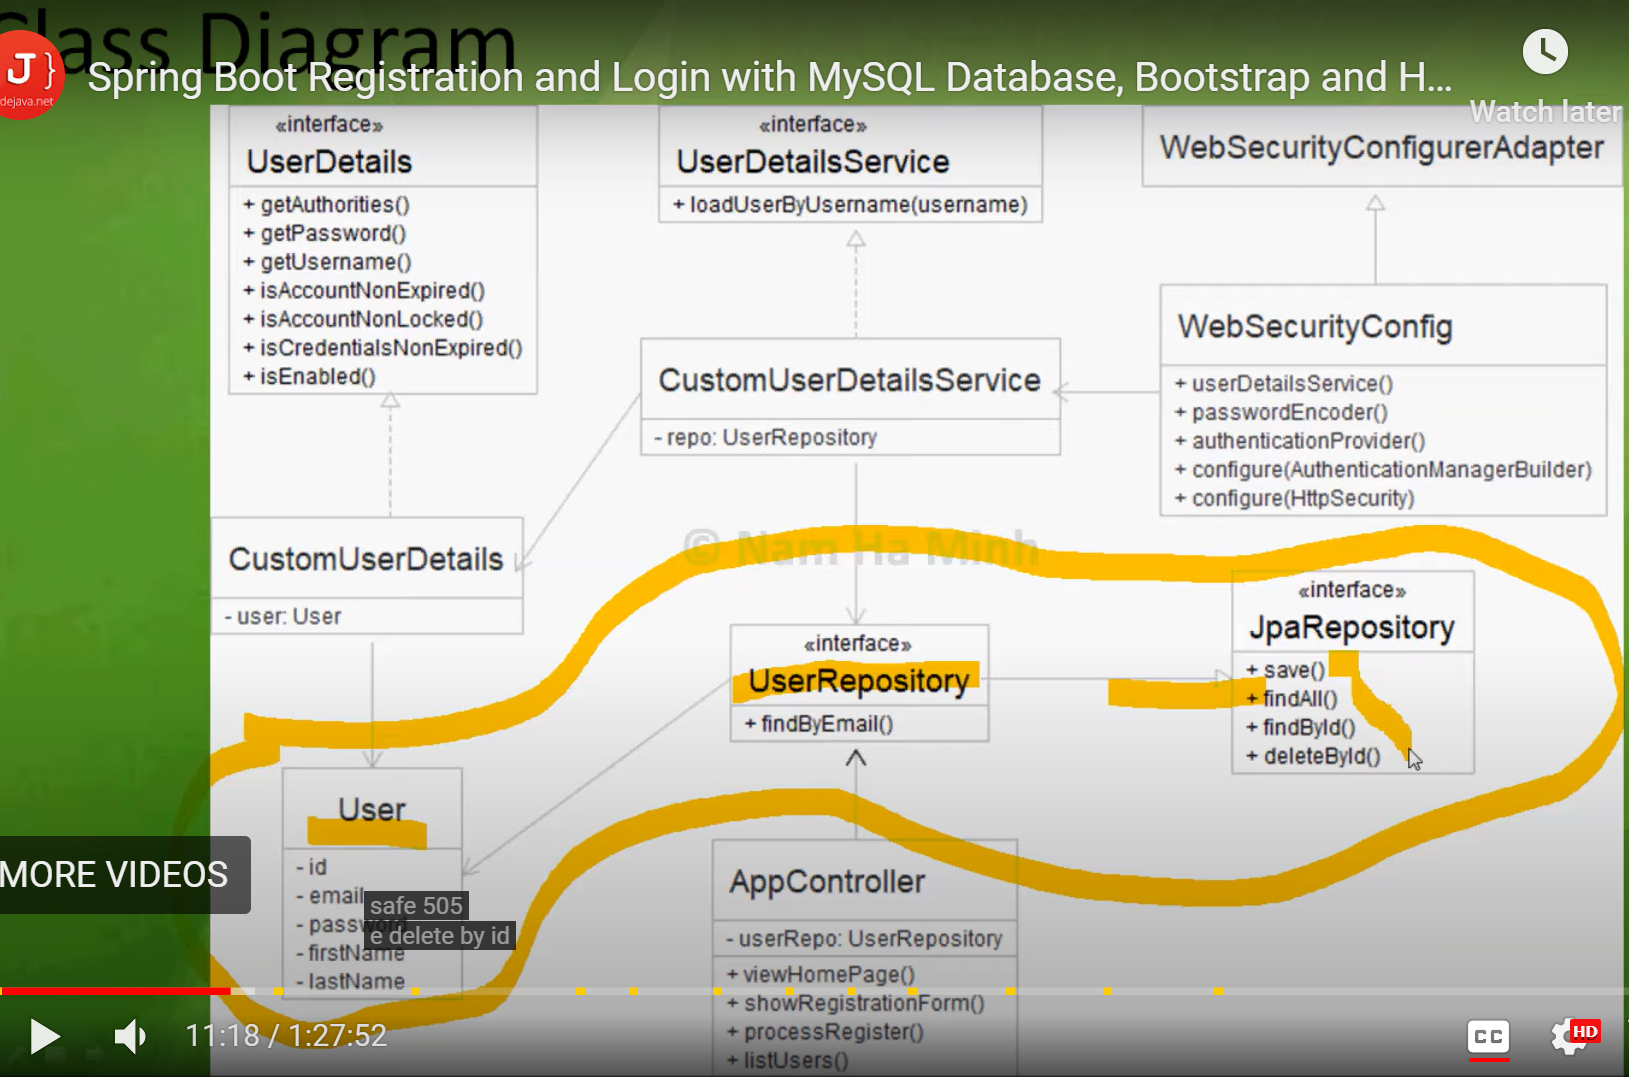 Class Diagram
J}
dejava.net
Spring Boot Registration and Login with MySQL Database, Bootstrap and H...
Watch later
«interface»
UserDetails
+ getAuthorities()
+ getPassword()
+ getUsername()
+ isAccountNonExpired()
+ isAccountNonLocked()
+ isCredentialsNonExpired()
+ isEnabled()
«interface»
UserDetailsService
+ loadUserByUsername(username)
WebSecurityConfigurerAdapter
WebSecurityConfig
+ userDetailsService()
+ passwordEncoder()
+ authenticationProvider()
+ configure(AuthenticationManagerBuilder)
+ configure(HttpSecurity)
CustomUserDetailsService
- repo: UserRepository
© Nam Ha Minh
CustomUserDetails
- user: User
«interface»
UserRepository
+ findByEmail()
«interface»
JpaRepository
+ save()
+ findAll()
+ findById()
+ deleteById()
User
- id
- email
- password
- firstName
- lastName
safe 505
e delete by id
MORE VIDEOS
AppController
- userRepo: UserRepository
+ viewHomePage()
+ showRegistrationForm()
+ processRegister()
+ listUsers()
11:18 / 1:27:52
CC
HD